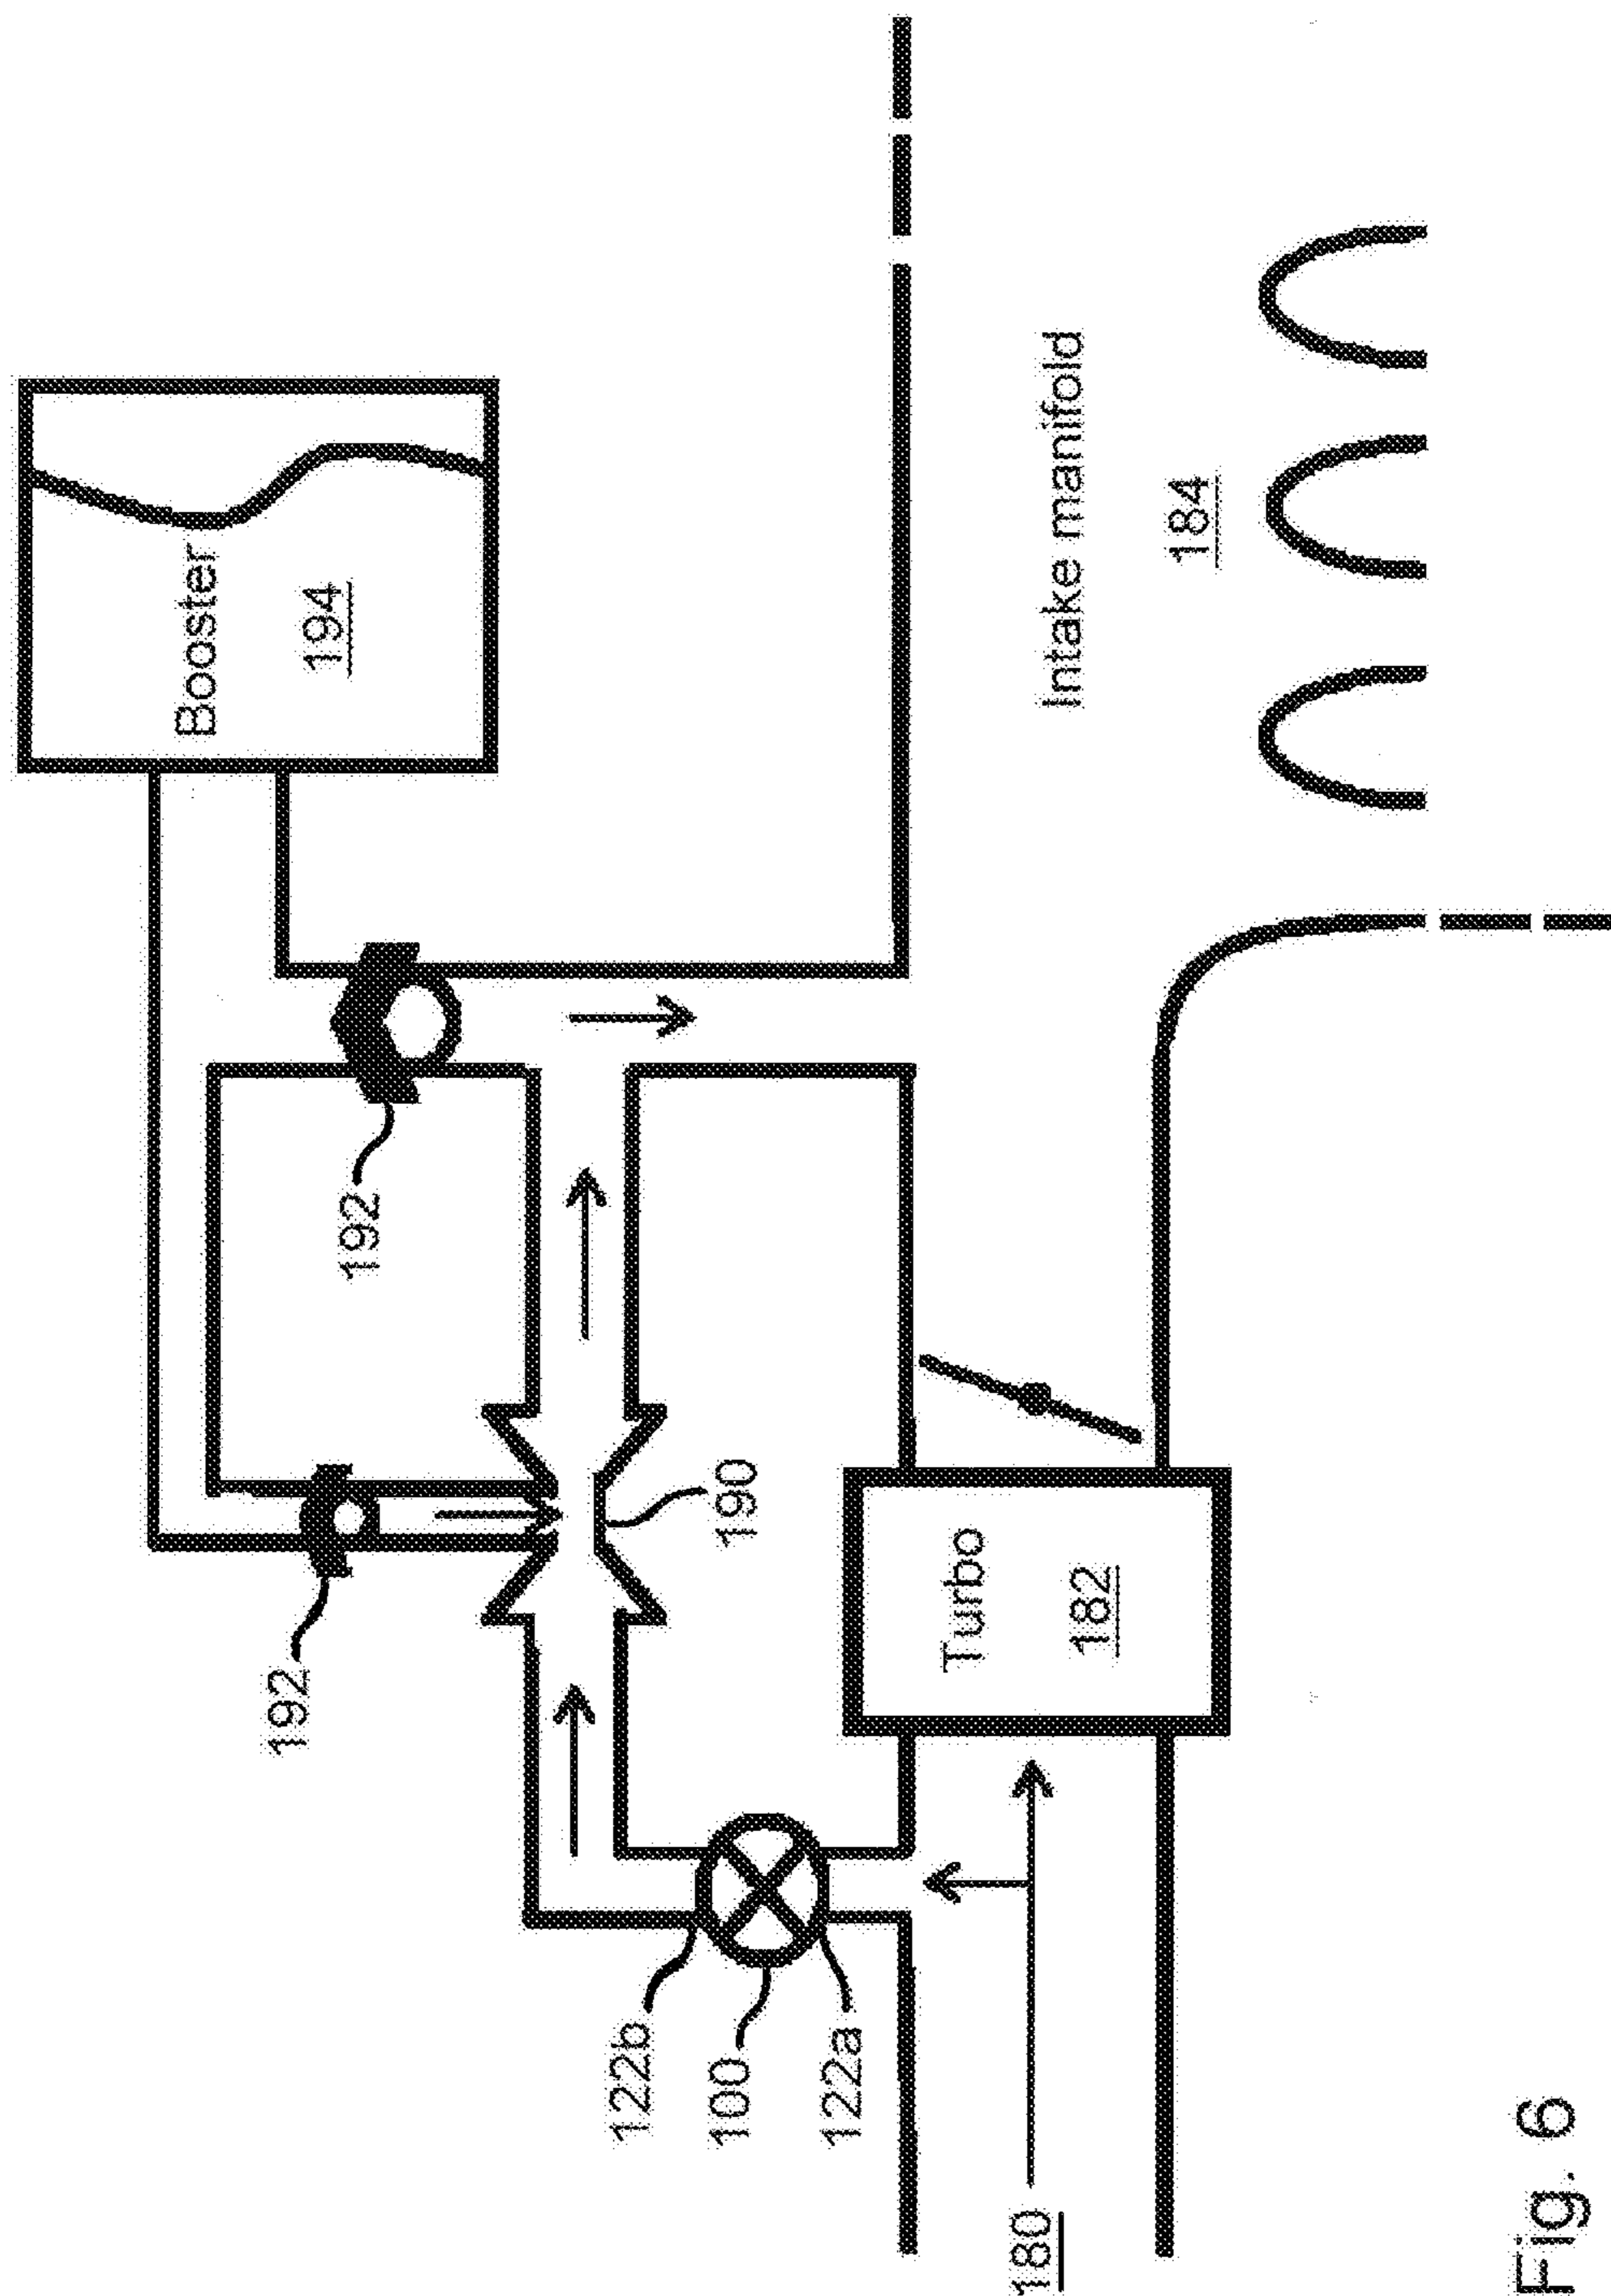 Booster
194
192
192
190
Intake manifold
184
Turbo
182
122b
100
122a
180
Fig. 6